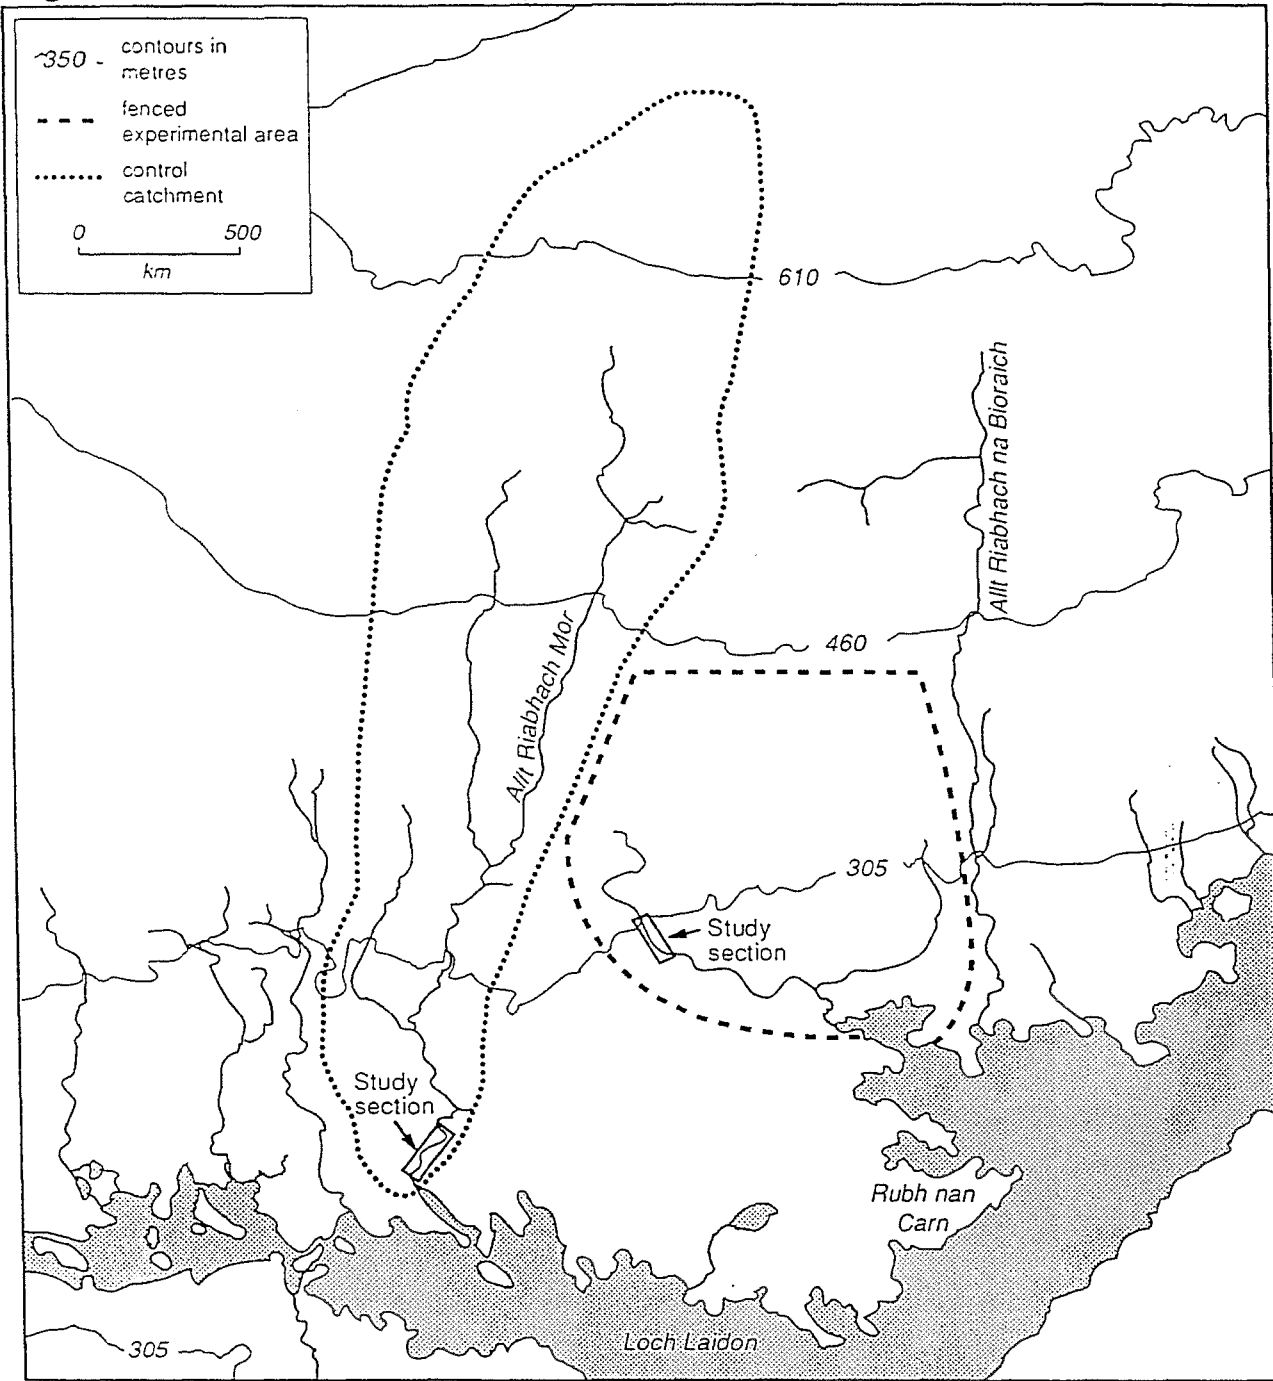 350
contours in
metres
fenced
experimental area
control
catchment
0 500
km
610
Allt Riabhach na Bioraich
460
Allt Riabhach Mor
305
Study
section
Study
section
Rubh nan
Carn
Loch Laidon
305